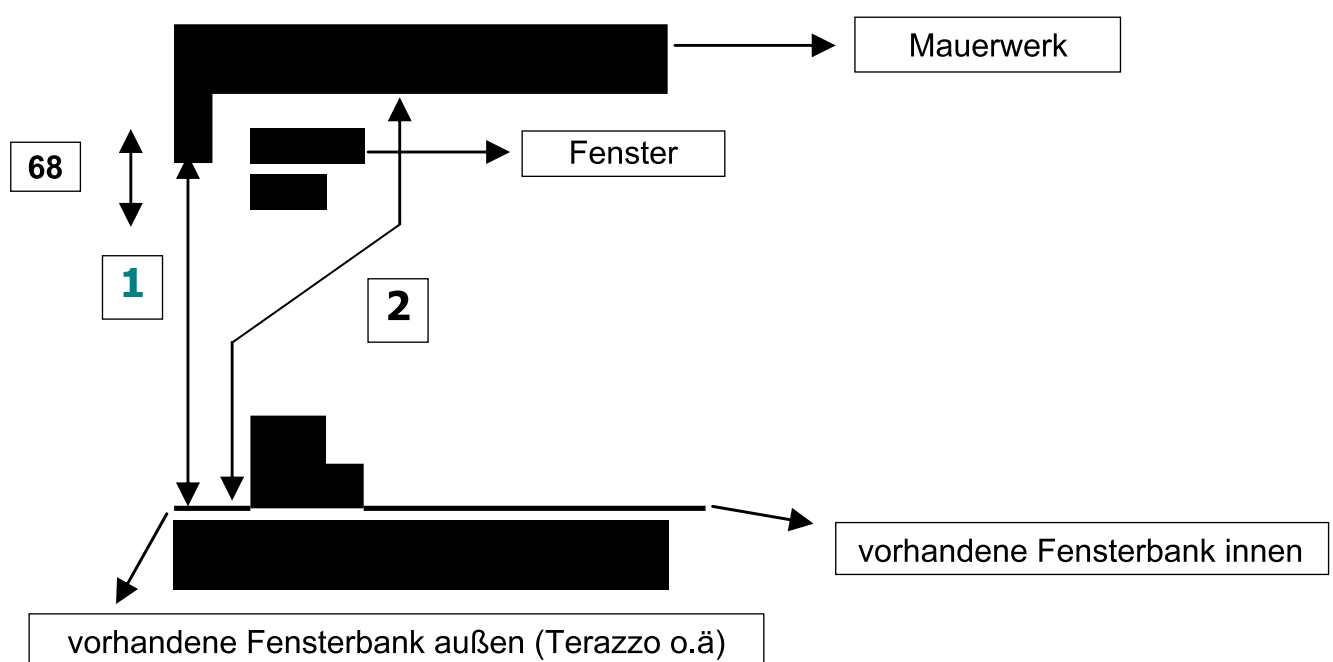 Mauerwerk
Fenster
68
1
2
vorhandene Fensterbank innen
vorhandene Fensterbank außen (Terazzo o.ä)